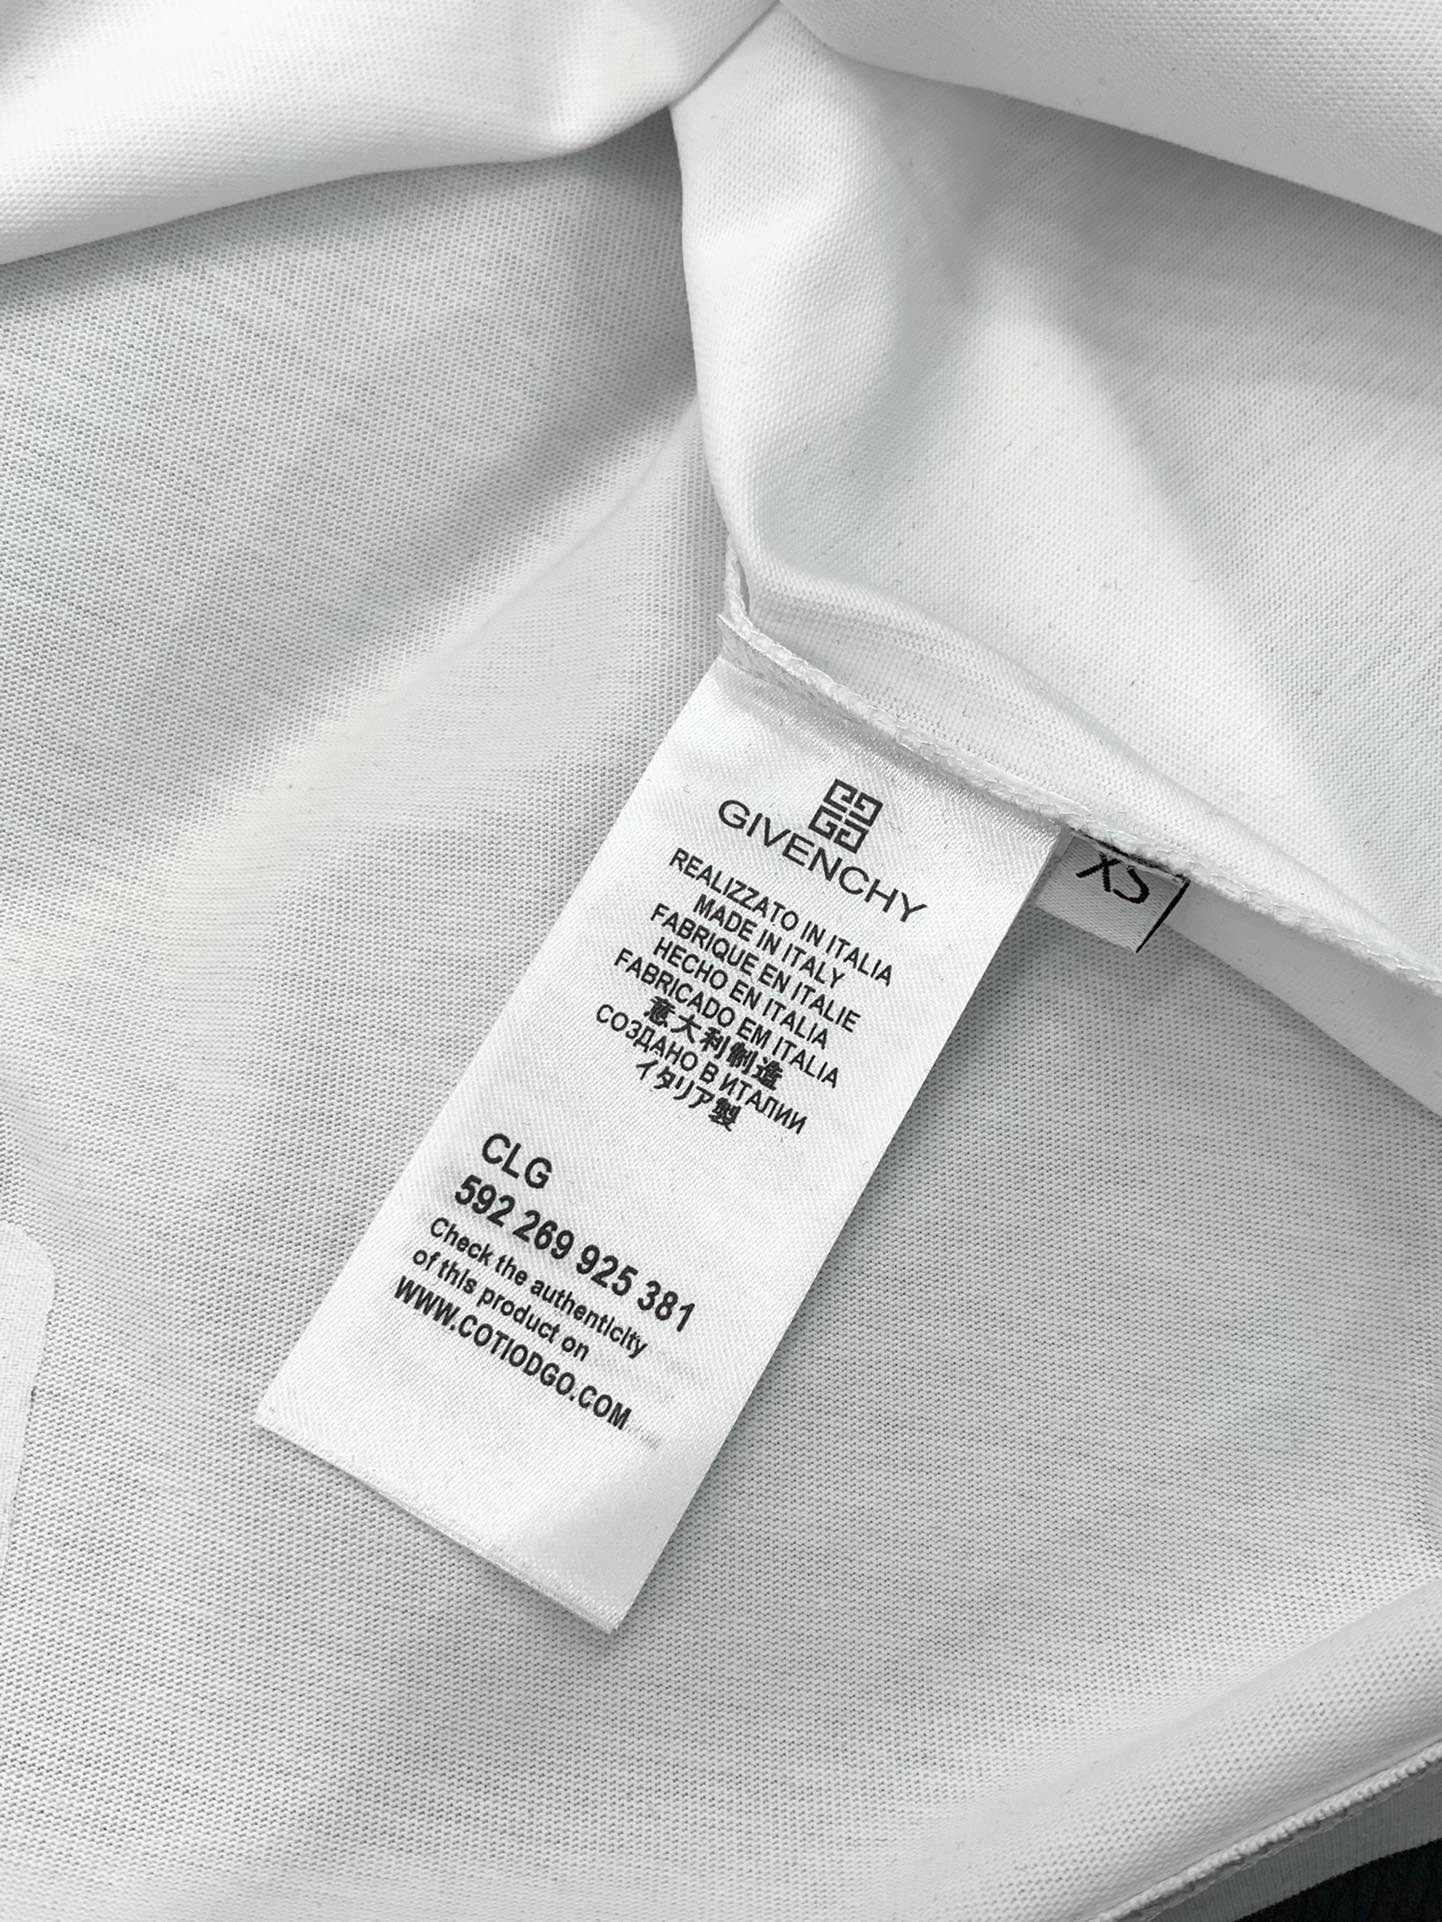 GIVENCHY
REALIZZATO IN ITALIA
MADE IN ITALY
FABRIQUE EN ITALIE
HECHO EN ITALIA
FABRICADO EM ITALIA
意大利制造
СОЗДАНО В ИТАЛИИ
イタリア製
CLG
592 269 925 381
Check the authenticity
of this product on
WWW.COTIODGO.COM
XS